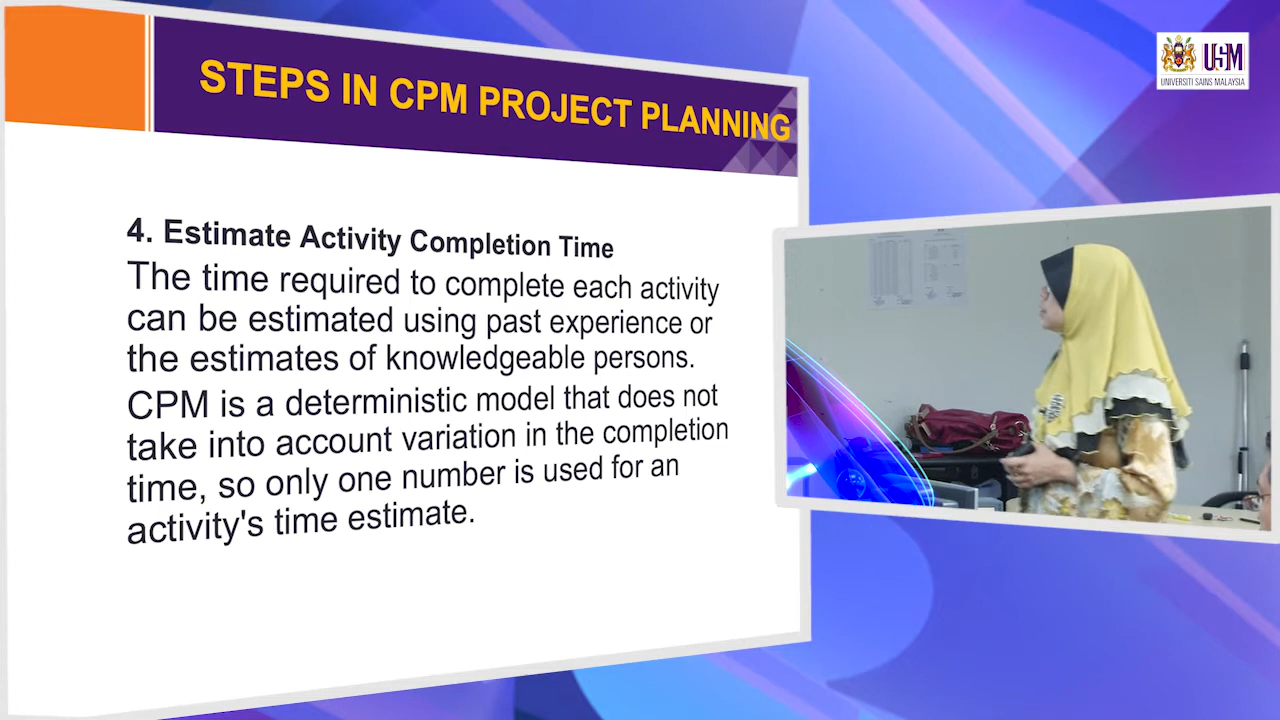 STEPS IN CPM PROJECT PLANNING
4. Estimate Activity Completion Time
The time required to complete each activity
can be estimated using past experience or
the estimates of knowledgeable persons.
CPM is a deterministic model that does not
take into account variation in the completion
time, so only one number is used for an
activity's time estimate.
USM
UNIVERSITI SAINS MALAYSIA